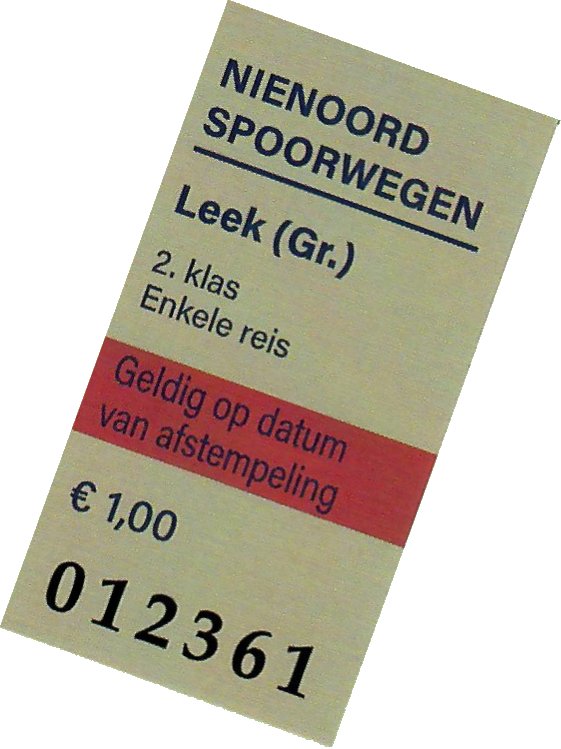 NIENOORD
SPOORWEGEN
Leek (Gr.)
2. klas
Enkele reis
Geldig op datum
van afstempeling
€ 1,00
012361